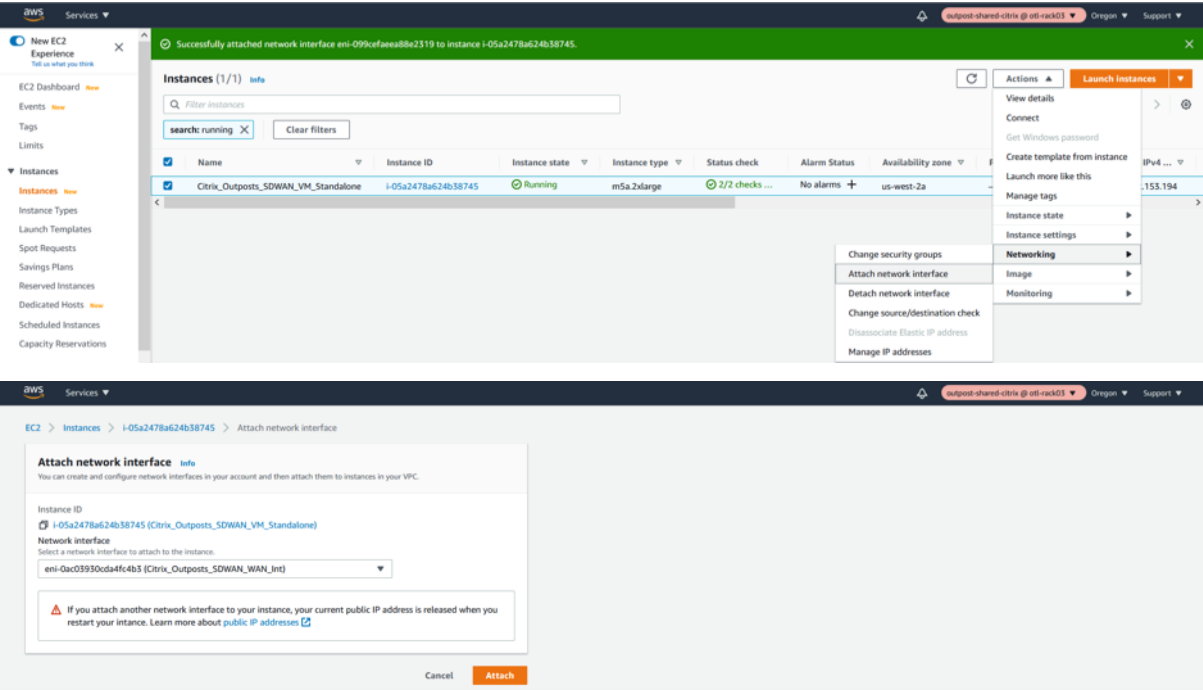 aws Services ▼ outpost-shared-citrix @ otl-rack03 ▼ Oregon ▼ Support ▼
New EC2
Experience
Tell us what you think
Successfully attached network interface eni-099cefaeea88e2319 to instance i-05a2478a624b38745.
EC2 Dashboard New
Events New
Tags
Limits
▼ Instances
Instances New
Instance Types
Launch Templates
Spot Requests
Savings Plans
Reserved Instances
Dedicated Hosts New
Scheduled Instances
Capacity Reservations
Instances (1/1) Info
Actions ▲ Launch instances ▼
Filter instances
search: running Clear filters
Name Instance ID Instance state Instance type Status check Alarm Status Availability zone IPv4 ...
Citrix_Outposts_SDWAN_VM_Standalone i-05a2478a624b38745 Running m5a.2xlarge 2/2 checks ... No alarms + us-west-2a – .153.194
View details
Connect
Get Windows password
Create template from instance
Launch more like this
Manage tags
Instance state
Instance settings
Networking
Image
Monitoring
Change security groups
Attach network interface
Detach network interface
Change source/destination check
Disassociate Elastic IP address
Manage IP addresses
aws Services ▼ outpost-shared-citrix @ otl-rack03 ▼ Oregon ▼ Support ▼
EC2 > Instances > i-05a2478a624b38745 > Attach network interface
Attach network interface Info
You can create and configure network interfaces in your account and then attach them to instances in your VPC.
Instance ID
i-05a2478a624b38745 (Citrix_Outposts_SDWAN_VM_Standalone)
Network interface
Select a network interface to attach to the instance.
eni-0ac03930cda4fc4b3 (Citrix_Outposts_SDWAN_WAN_Int) ▼
If you attach another network interface to your instance, your current public IP address is released when you
restart your intance. Learn more about public IP addresses
Cancel Attach